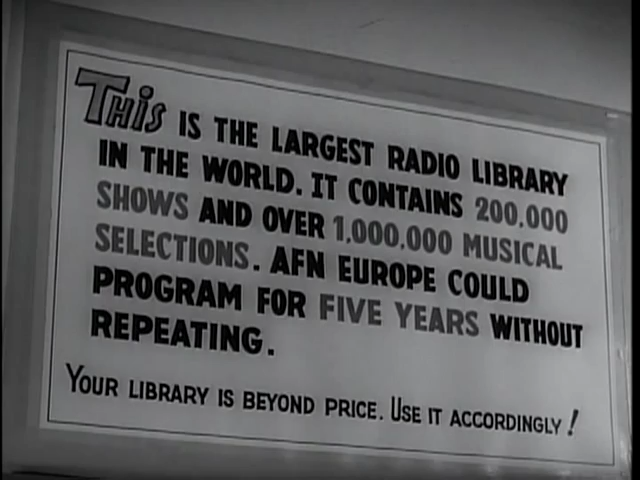 THiS IS THE LARGEST RADIO LIBRARY
IN THE WORLD. IT CONTAINS 200,000
SHOWS AND OVER 1,000,000 MUSICAL
SELECTIONS. AFN EUROPE COULD
PROGRAM FOR FIVE YEARS WITHOUT
REPEATING.
YOUR LIBRARY IS BEYOND PRICE. USE IT ACCORDINGLY!